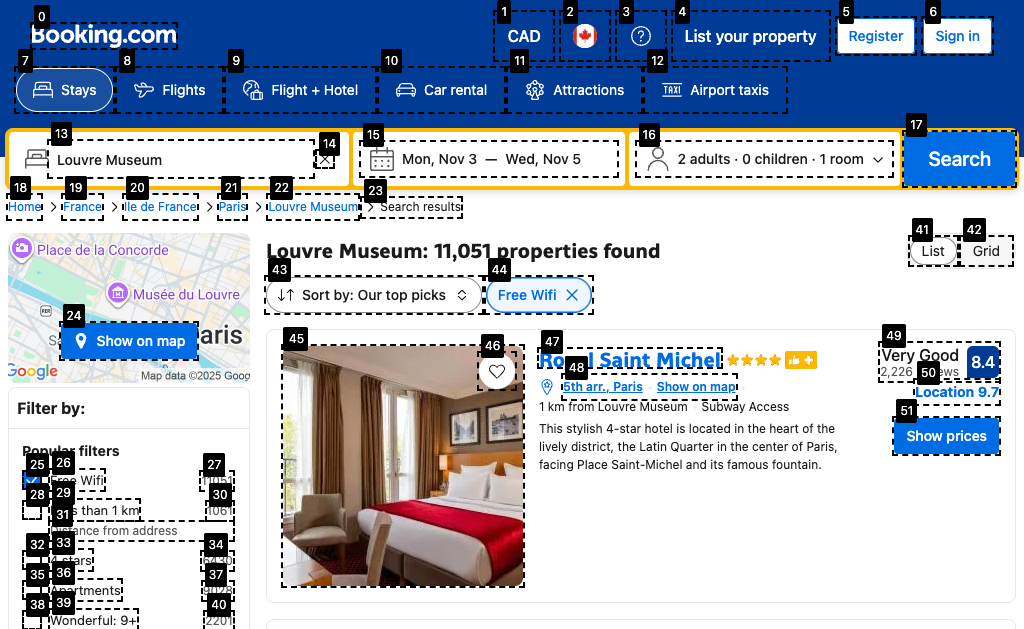 Booking.com
CAD
List your property
Register
Sign in
Stays
Flights
Flight + Hotel
Car rental
Attractions
TAXI Airport taxis
Louvre Museum
Mon, Nov 3 — Wed, Nov 5
2 adults · 0 children · 1 room
Search
Home > France > Ile de France > Paris > Louvre Museum > Search results
Place de la Concorde
Musée du Louvre
RER
Paris
Show on map
Google
Map data ©2025 Goog
Louvre Museum: 11,051 properties found
List
Grid
Sort by: Our top picks
Free Wifi
Filter by:
Popular filters
Free Wifi
11051
Less than 1 km
1061
Distance from address
4 stars
6430
Apartments
9028
Wonderful: 9+
2201
Royal Saint Michel
5th arr., Paris
Show on map
1 km from Louvre Museum · Subway Access
This stylish 4-star hotel is located in the heart of the
lively district, the Latin Quarter in the center of Paris,
facing Place Saint-Michel and its famous fountain.
Very Good
2,226 reviews
8.4
Location 9.7
Show prices
0
1
2
3
4
5
6
7
8
9
10
11
12
13
14
15
16
17
18
19
20
21
22
23
24
25
26
27
28
29
30
31
32
33
34
35
36
37
38
39
40
41
42
43
44
45
46
47
48
49
50
51